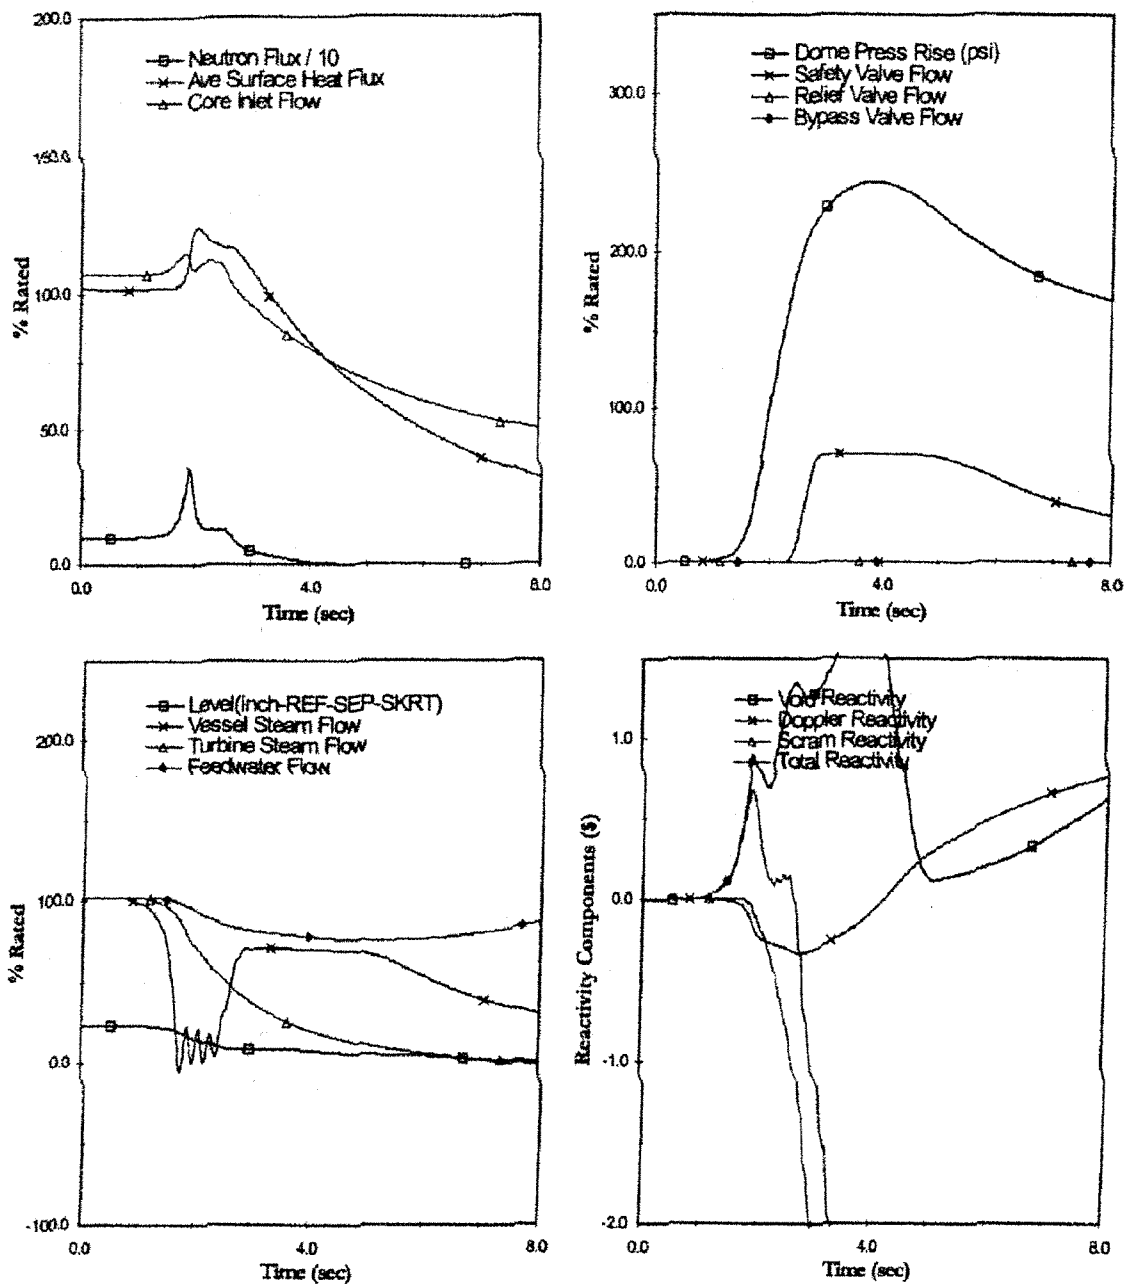 200.0
Neutron Flux / 10
Ave Surface Heat Flux
Core Inlet Flow
150.0
100.0
50.0
0.0
% Rated
0.0 4.0 8.0
Time (sec)
Dome Press Rise (psi)
Safety Valve Flow
Relief Valve Flow
Bypass Valve Flow
300.0
200.0
100.0
0.0
% Rated
0.0 4.0 8.0
Time (sec)
Level(inch-REF-SEP-SKRT)
Vessel Steam Flow
Turbine Steam Flow
Feedwater Flow
200.0
100.0
0.0
-100.0
% Rated
0.0 4.0 8.0
Time (sec)
Void Reactivity
Doppler Reactivity
Scram Reactivity
Total Reactivity
1.0
0.0
-1.0
-2.0
Reactivity Components ($)
0.0 4.0 8.0
Time (sec)